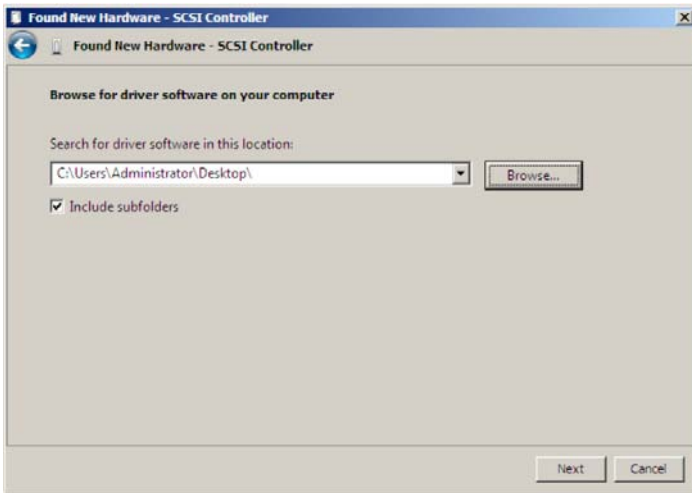 Found New Hardware - SCSI Controller
Found New Hardware - SCSI Controller
Browse for driver software on your computer
Search for driver software in this location:
C:\Users\Administrator\Desktop\
Browse...
Include subfolders
Next
Cancel